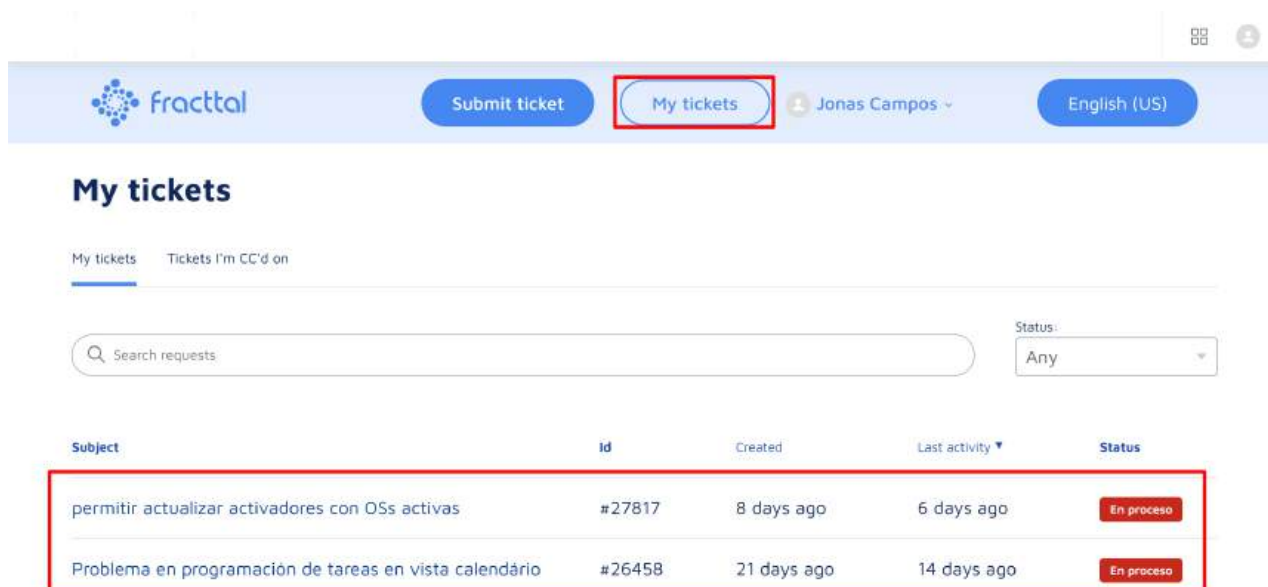 fracttal Submit ticket My tickets Jonas Campos English (US)
My tickets
My tickets Tickets I'm CC'd on
Status:
Search requests Any
Subject Id Created Last activity Status
permitir actualizar activadores con OSs activas #27817 8 days ago 6 days ago En proceso
Problema en programación de tareas en vista calendário #26458 21 days ago 14 days ago En proceso